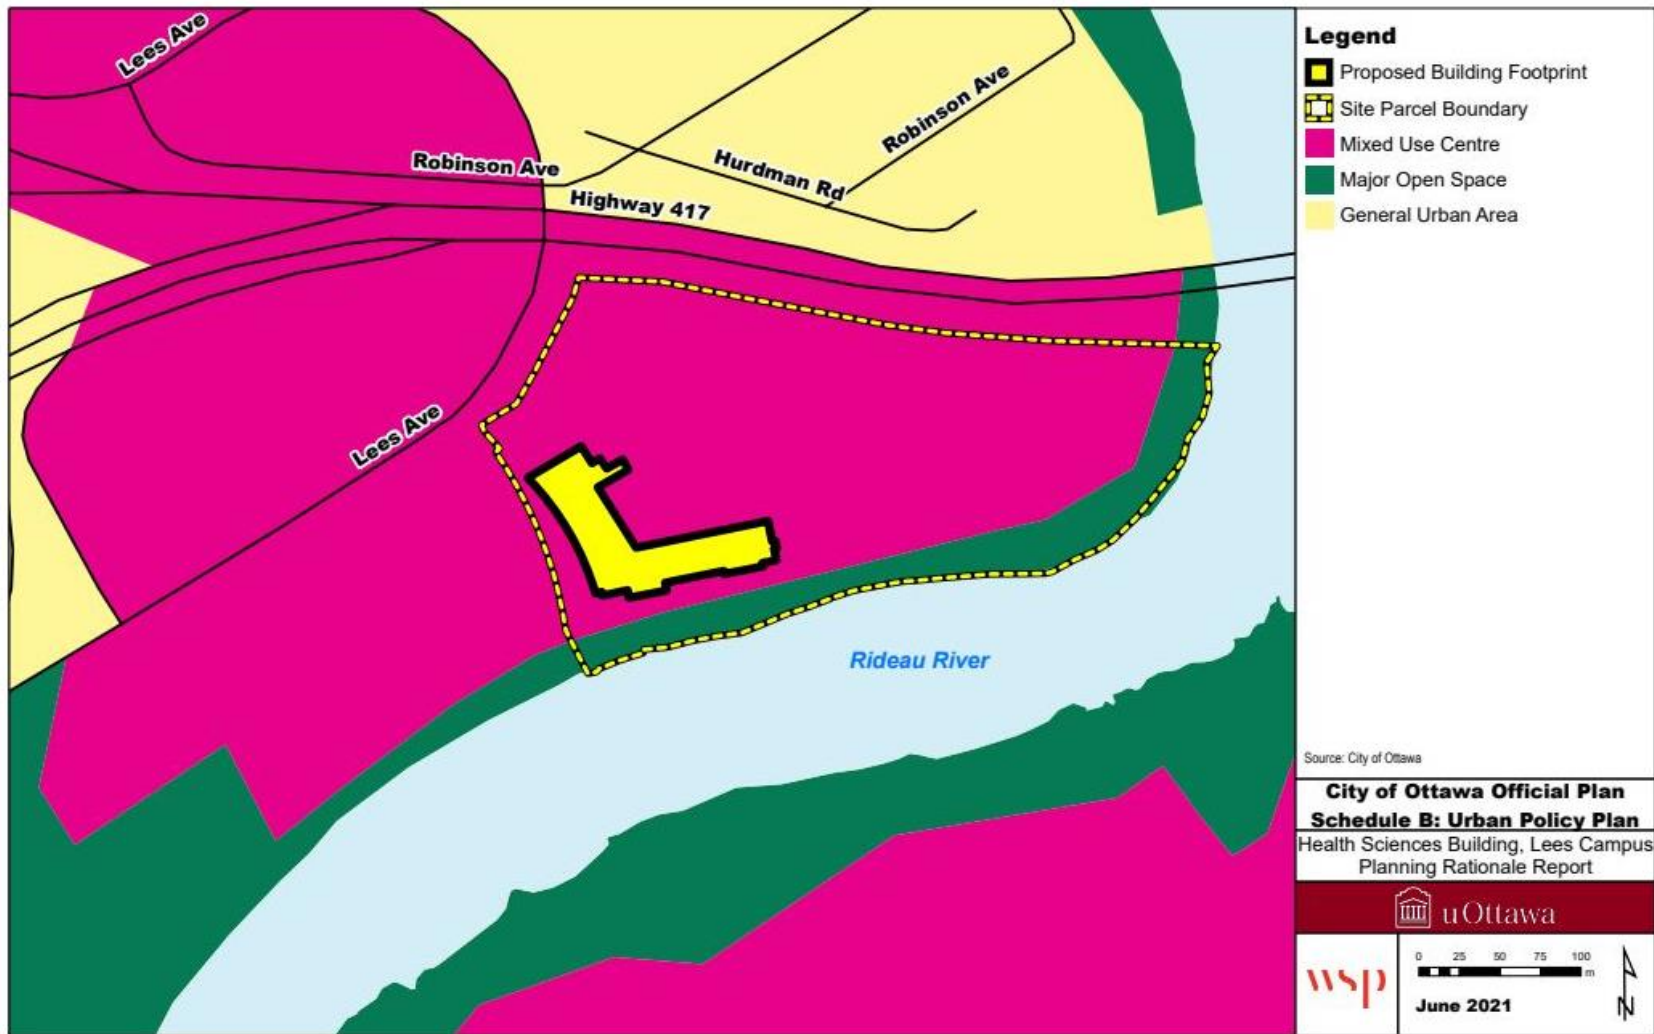 Lees Ave
Robinson Ave
Robinson Ave
Hurdman Rd
Highway 417
Lees Ave
Rideau River
Legend
Proposed Building Footprint
Site Parcel Boundary
Mixed Use Centre
Major Open Space
General Urban Area
Source: City of Ottawa
City of Ottawa Official Plan
Schedule B: Urban Policy Plan
Health Sciences Building, Lees Campus
Planning Rationale Report
uOttawa
wsp
0 25 50 75 100
m
June 2021
N